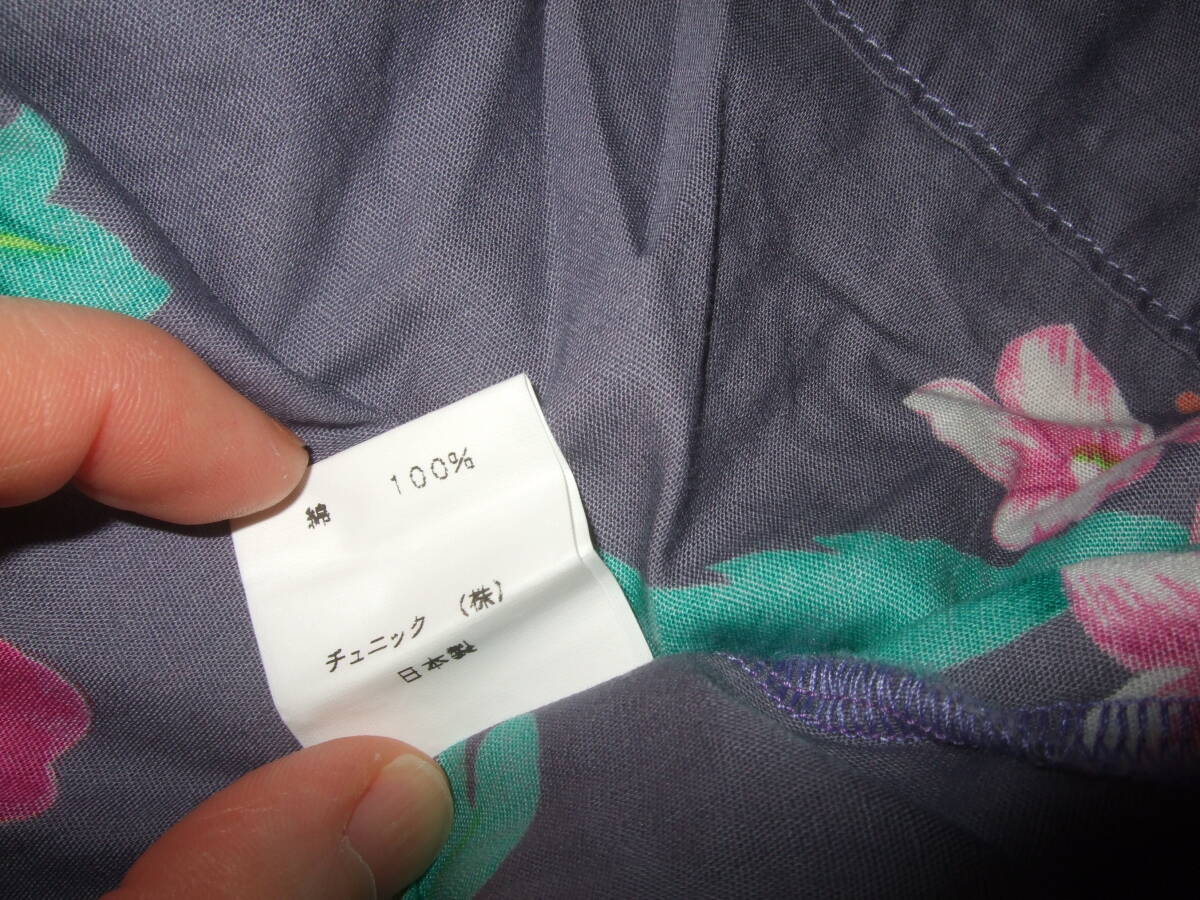 綿 100%
チュニック (株)
日本製